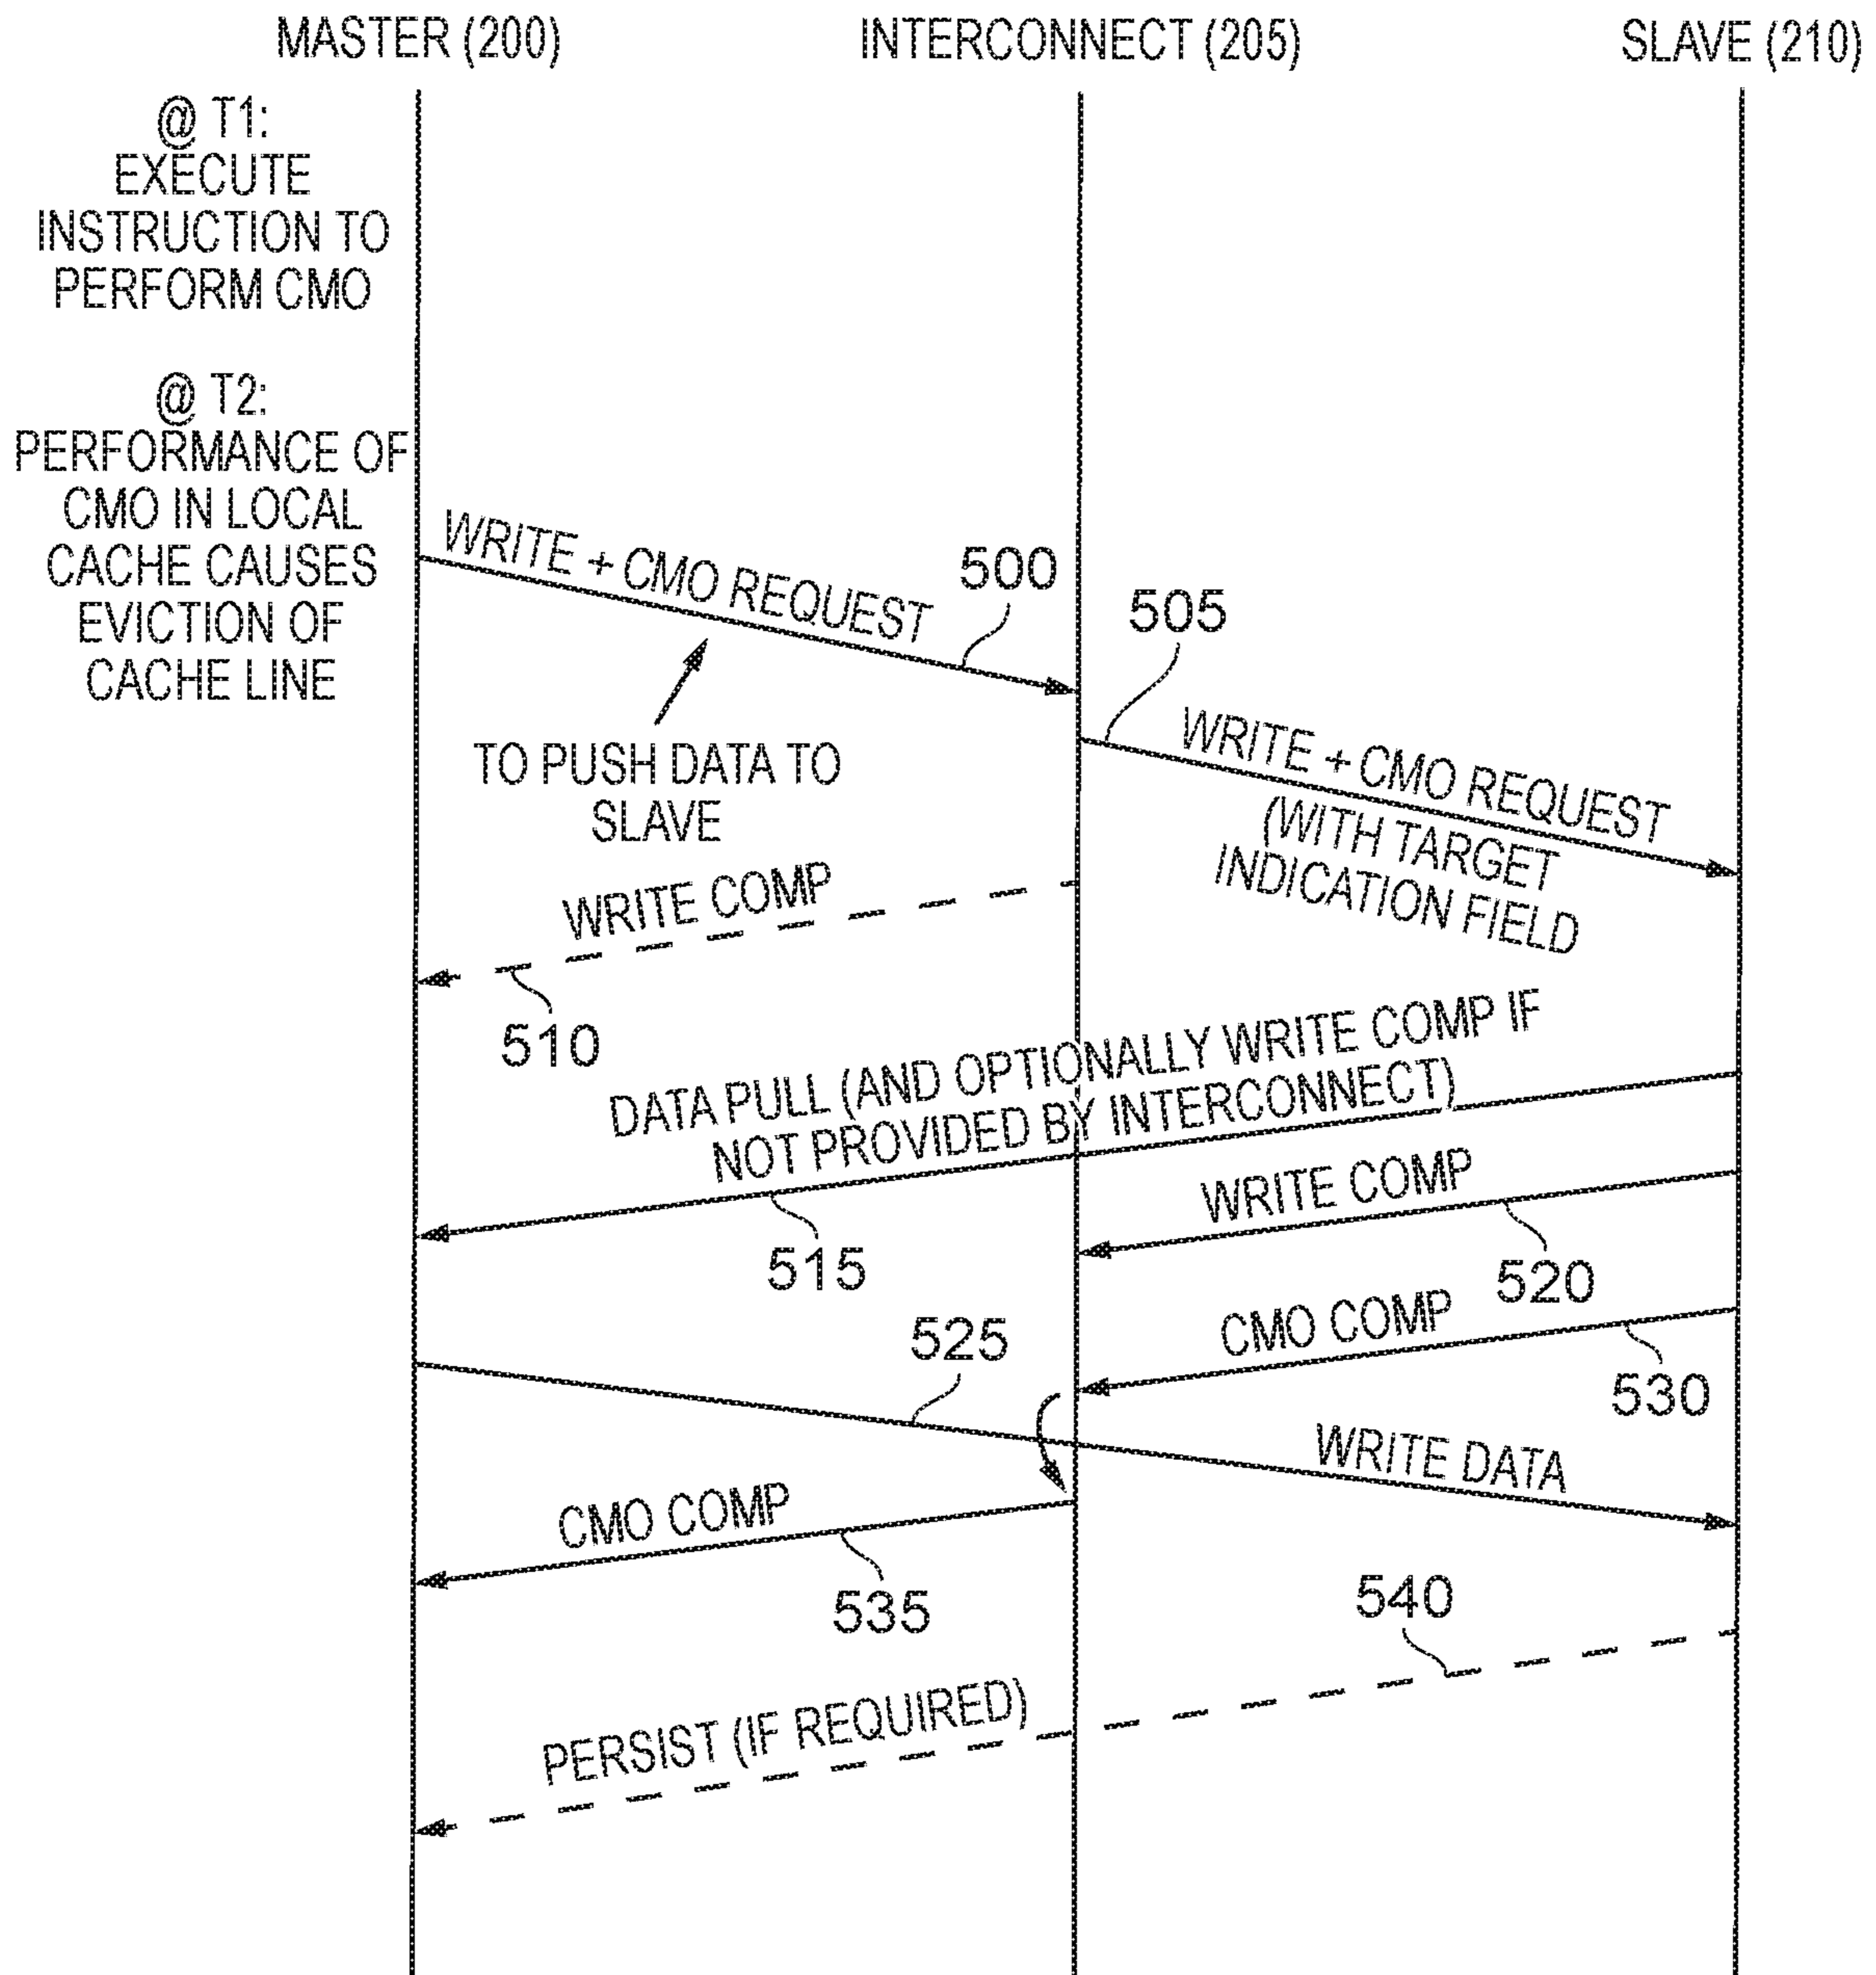 MASTER (200)
INTERCONNECT (205)
SLAVE (210)
@ T1:
EXECUTE
INSTRUCTION TO
PERFORM CMO
@ T2:
PERFORMANCE OF
CMO IN LOCAL
CACHE CAUSES
EVICTION OF
CACHE LINE
WRITE + CMO REQUEST
500
505
TO PUSH DATA TO
SLAVE
WRITE + CMO REQUEST
(WITH TARGET
INDICATION FIELD
WRITE COMP
510
DATA PULL (AND OPTIONALLY WRITE COMP IF
NOT PROVIDED BY INTERCONNECT)
515
WRITE COMP
520
525
CMO COMP
530
WRITE DATA
CMO COMP
535
540
PERSIST (IF REQUIRED)